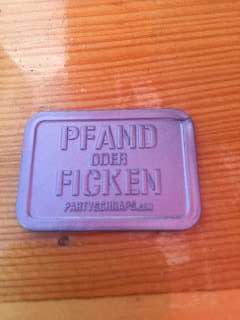 PFAND
ODER
FICKEN
PARTYSCHNAPS.COM